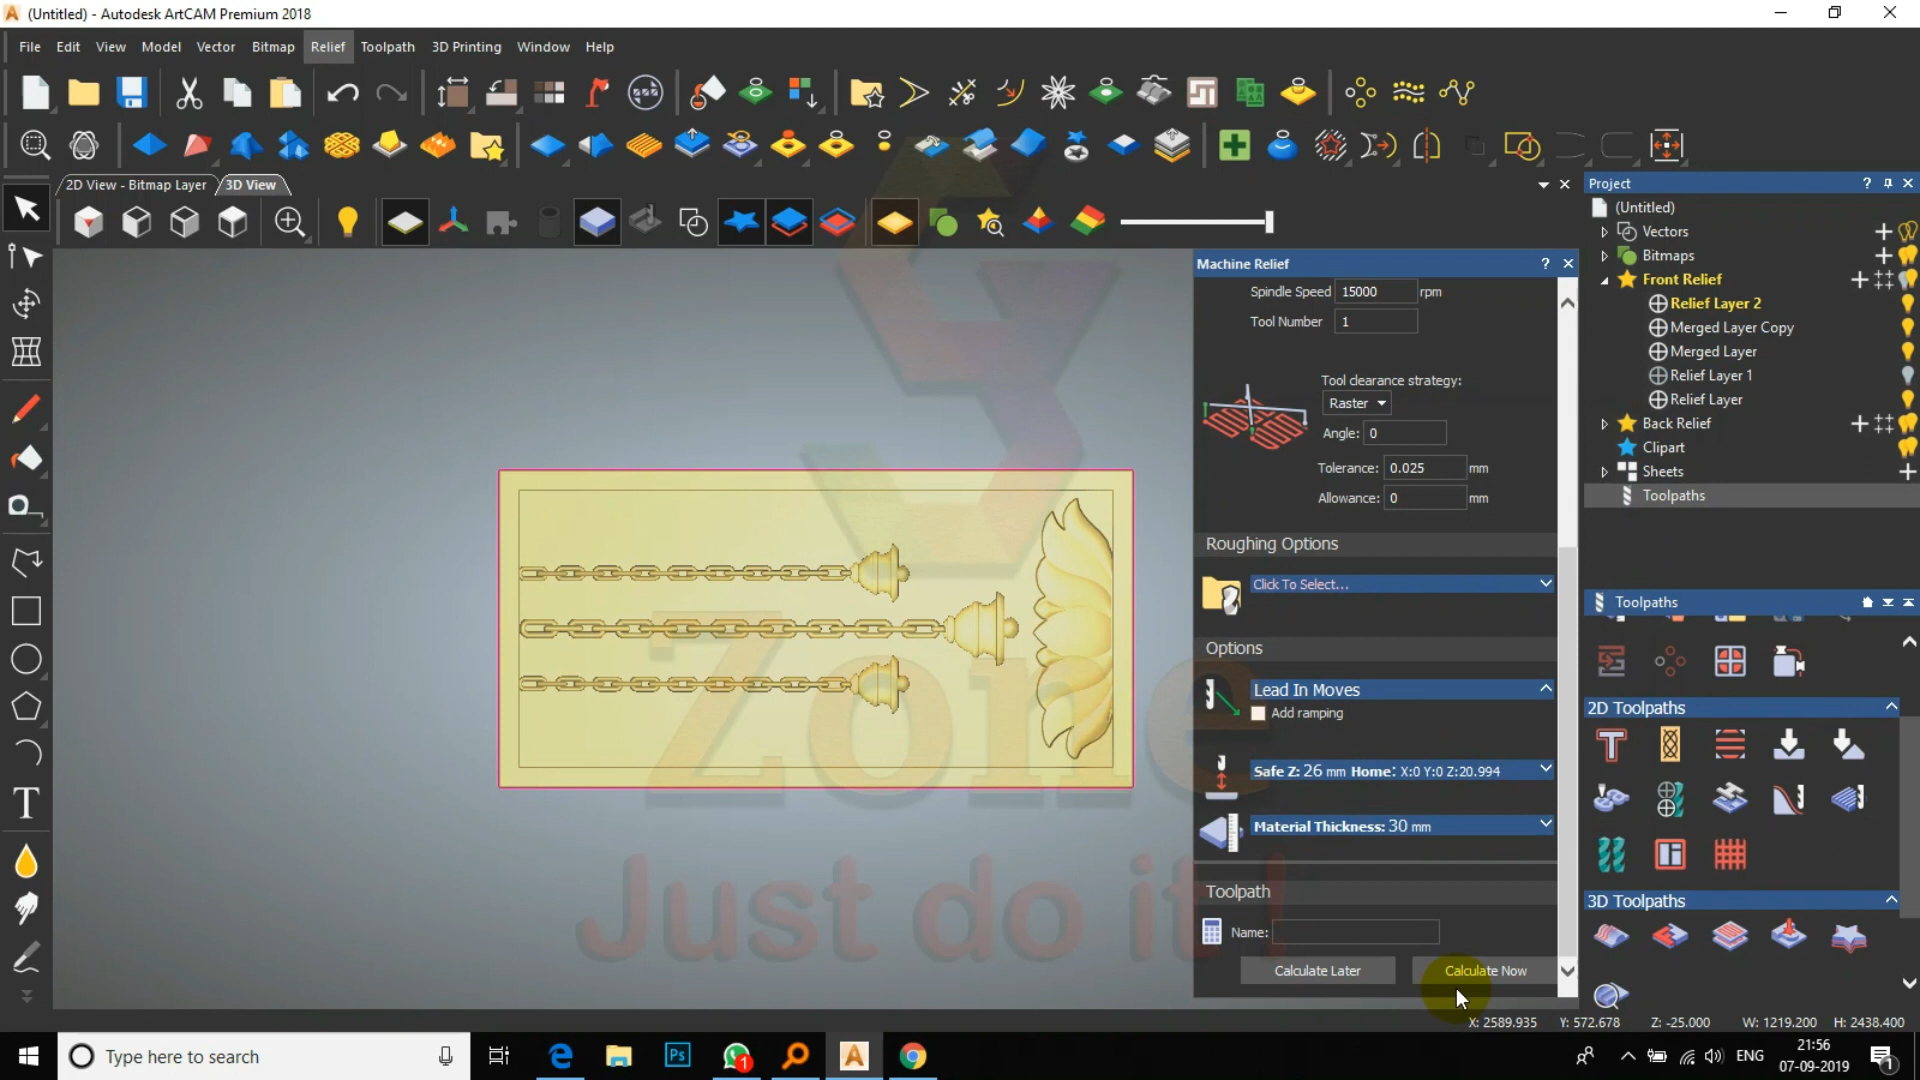 (Untitled) - Autodesk ArtCAM Premium 2018
File Edit View Model Vector Bitmap Relief Toolpath 3D Printing Window Help
2D View - Bitmap Layer
3D View
Project
(Untitled)
Vectors
Bitmaps
Front Relief
Relief Layer 2
Merged Layer Copy
Merged Layer
Relief Layer 1
Relief Layer
Back Relief
Clipart
Sheets
Toolpaths
Machine Relief
Spindle Speed 15000 rpm
Tool Number 1
Tool clearance strategy:
Raster
Angle: 0
Tolerance: 0.025 mm
Allowance: 0 mm
Roughing Options
Click To Select...
Options
Lead In Moves
Add ramping
Safe Z: 26 mm Home: X:0 Y:0 Z:20.994
Material Thickness: 30 mm
Toolpath
Name:
Calculate Later
Calculate Now
Toolpaths
2D Toolpaths
3D Toolpaths
Zone
Just do it!
X: 2589.935 Y: 572.678 Z: -25.000 W: 1219.200 H: 2438.400
Type here to search
Ps
1
ENG
21:56
07-09-2019
1